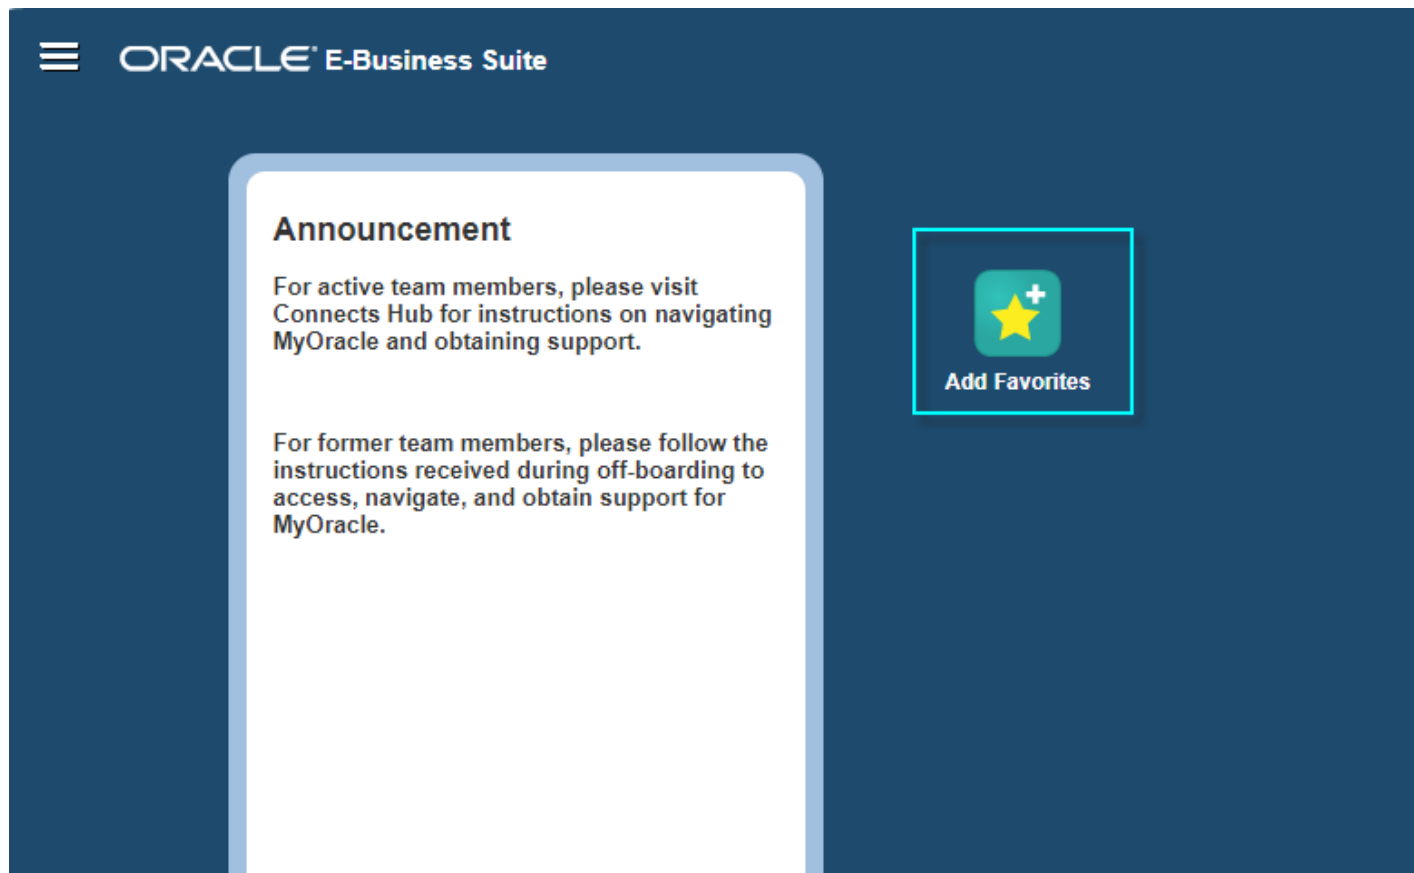 ORACLE E-Business Suite
Announcement
For active team members, please visit
Connects Hub for instructions on navigating
MyOracle and obtaining support.
For former team members, please follow the
instructions received during off-boarding to
access, navigate, and obtain support for
MyOracle.
Add Favorites